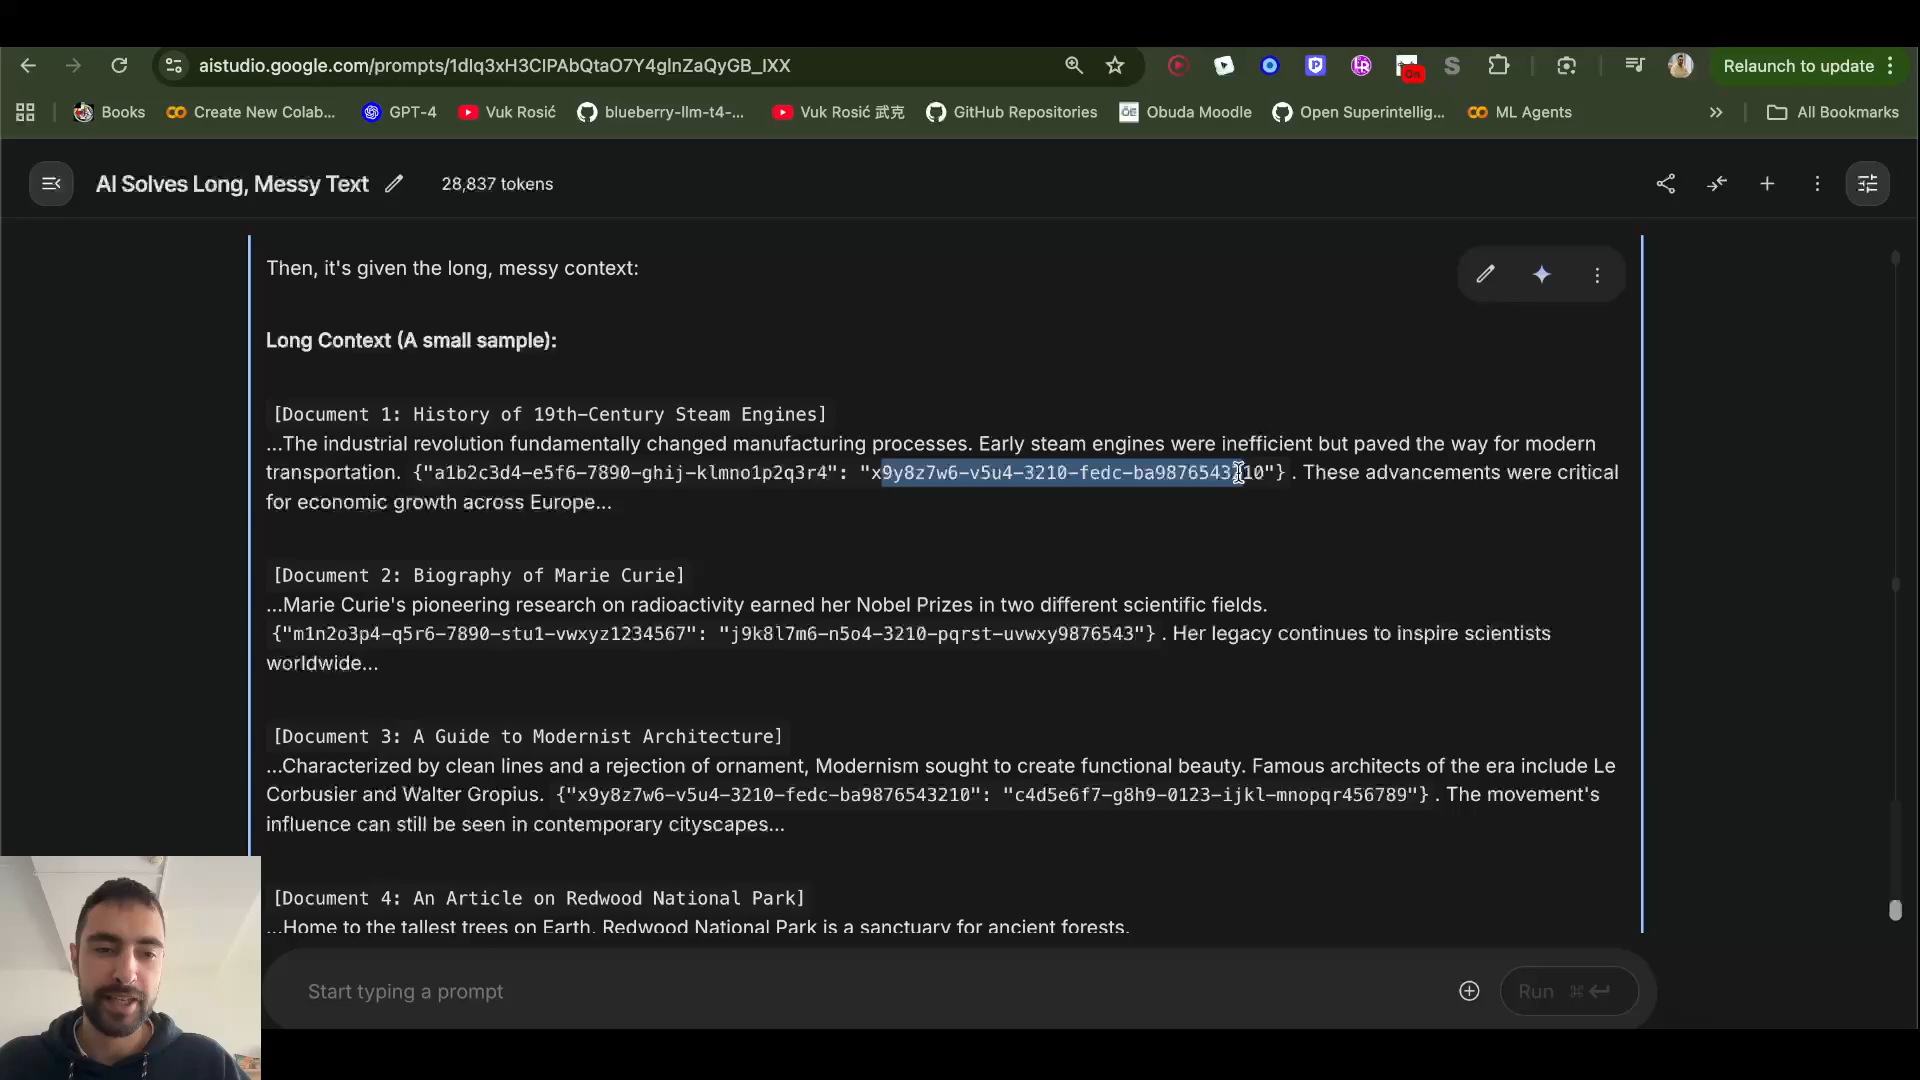 aistudio.google.com/prompts/1dlq3xH3ClPAbQtaO7Y4glnZaQyGB_lXX
On
Relaunch to update
Books
Create New Colab...
GPT-4
Vuk Rosić
blueberry-llm-t4-...
Vuk Rosić 武克
GitHub Repositories
Obuda Moodle
Open Superintellig...
ML Agents
All Bookmarks
AI Solves Long, Messy Text
28,837 tokens
Then, it's given the long, messy context:
Long Context (A small sample):
[Document 1: History of 19th-Century Steam Engines]
...The industrial revolution fundamentally changed manufacturing processes. Early steam engines were inefficient but paved the way for modern
transportation. {"a1b2c3d4-e5f6-7890-ghij-klmno1p2q3r4": "x9y8z7w6-v5u4-3210-fedc-ba9876543210"} . These advancements were critical
for economic growth across Europe...
[Document 2: Biography of Marie Curie]
...Marie Curie's pioneering research on radioactivity earned her Nobel Prizes in two different scientific fields.
{"m1n2o3p4-q5r6-7890-stu1-vwxyz1234567": "j9k8l7m6-n5o4-3210-pqrst-uvwxy9876543"} . Her legacy continues to inspire scientists
worldwide...
[Document 3: A Guide to Modernist Architecture]
...Characterized by clean lines and a rejection of ornament, Modernism sought to create functional beauty. Famous architects of the era include Le
Corbusier and Walter Gropius. {"x9y8z7w6-v5u4-3210-fedc-ba9876543210": "c4d5e6f7-g8h9-0123-ijkl-mnopqr456789"} . The movement's
influence can still be seen in contemporary cityscapes...
[Document 4: An Article on Redwood National Park]
...Home to the tallest trees on Earth, Redwood National Park is a sanctuary for ancient forests.
Start typing a prompt
Run ⌘ ↵